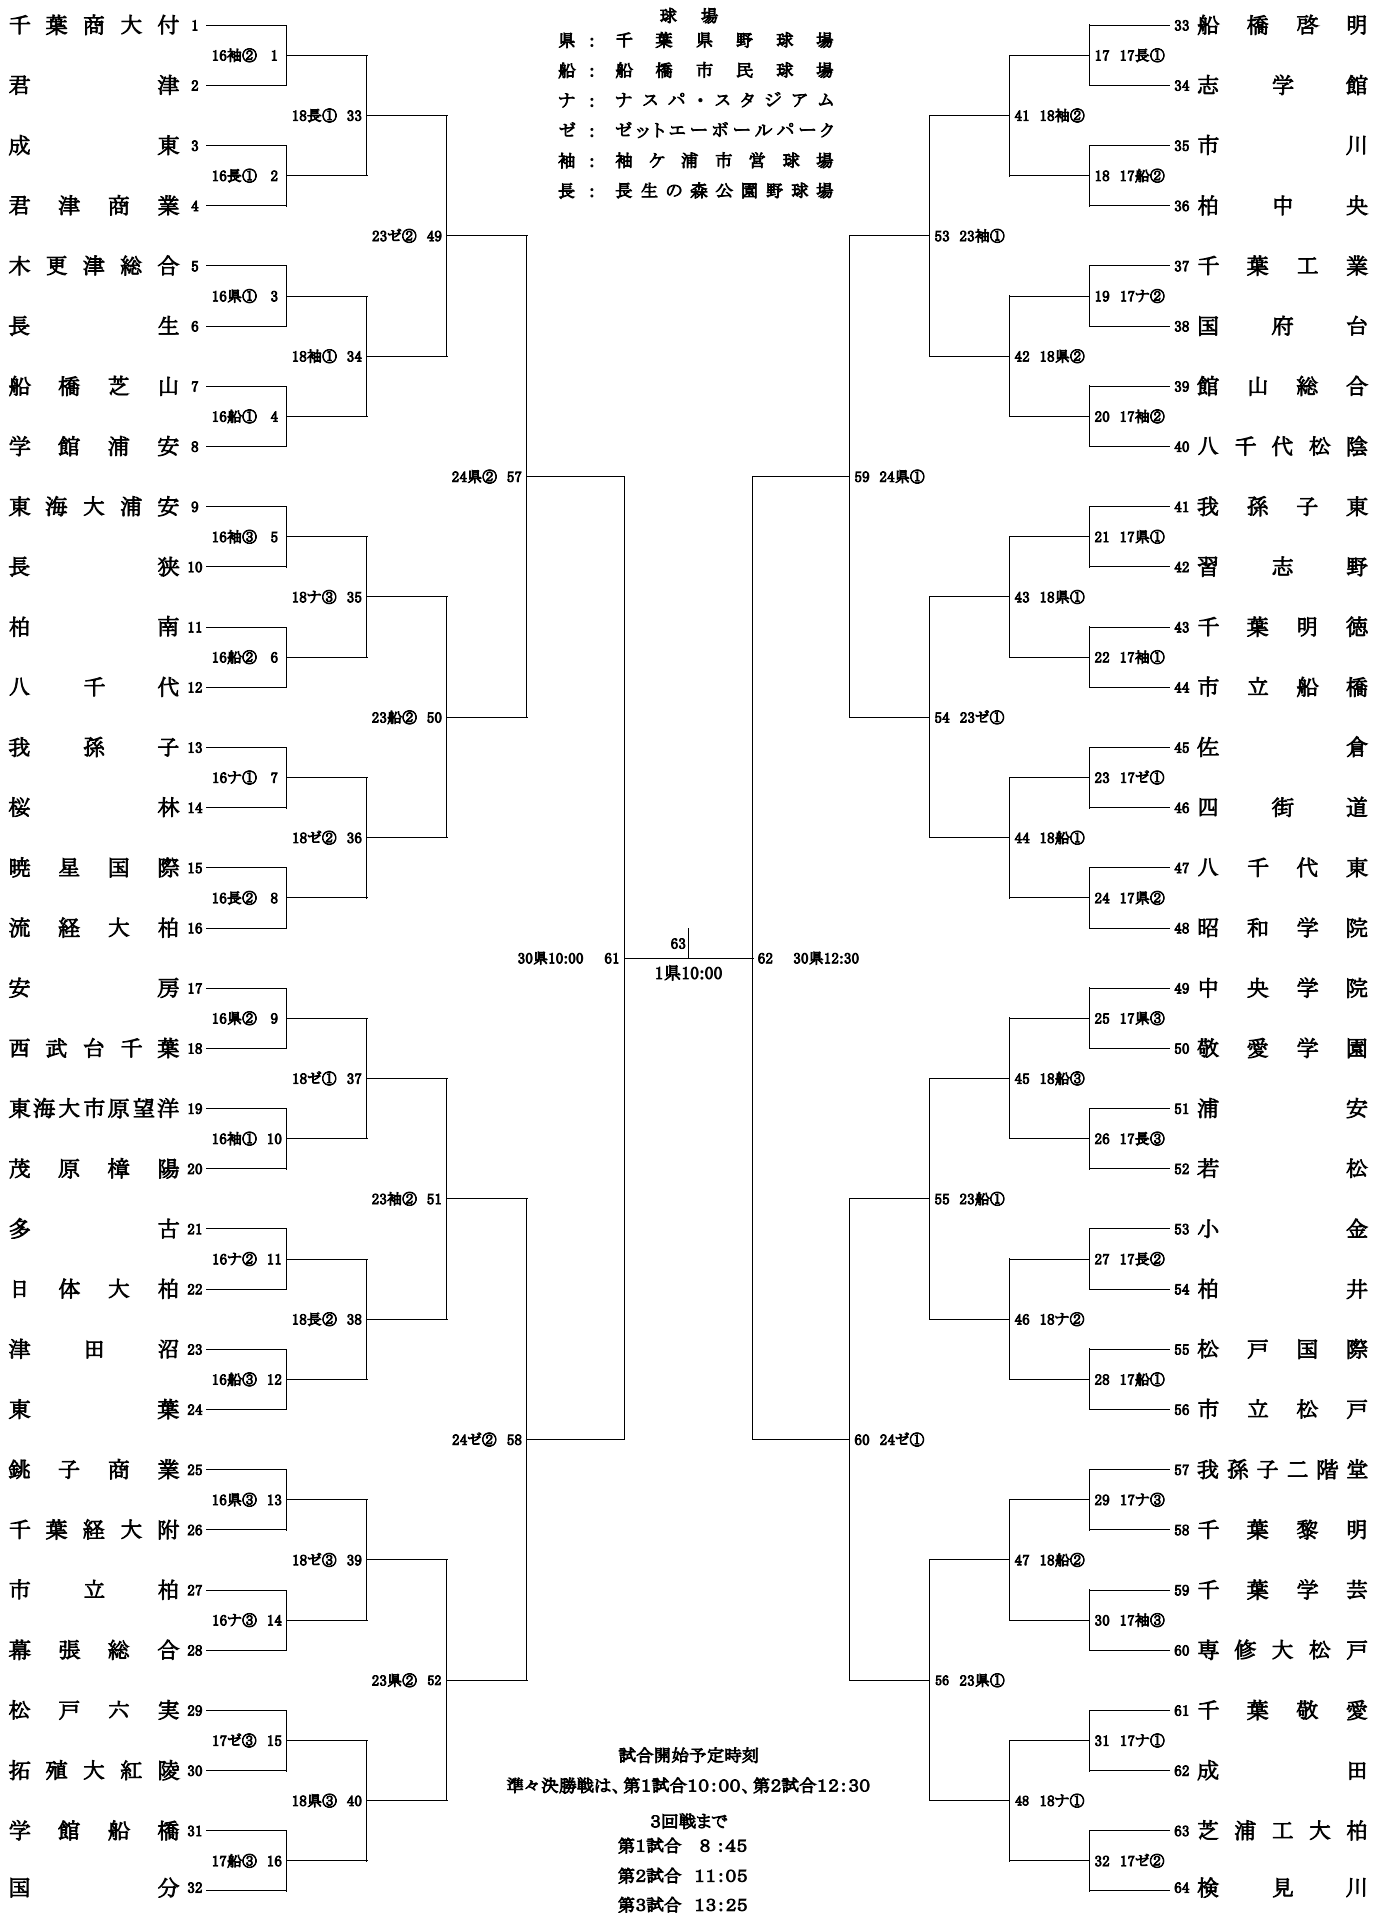 球場
県：千葉県野球場
船：船橋市民球場
ナ：ナスパ・スタジアム
ゼ：ゼットエーボールパーク
袖：袖ケ浦市営球場
長：長生の森公園野球場
千葉商大付 1
16袖② 1
君津 2
18長① 33
成東 3
16長① 2
君津商業 4
23ゼ② 49
木更津総合 5
16県① 3
長生 6
18袖① 34
船橋芝山 7
16船① 4
学館浦安 8
24県② 57
東海大浦安 9
16袖③ 5
長狭 10
18ナ③ 35
柏南 11
16船② 6
八千代 12
23船② 50
我孫子 13
16ナ① 7
桜林 14
18ゼ② 36
暁星国際 15
16長② 8
流経大柏 16
30県10:00 61
安房 17
16県② 9
西武台千葉 18
18ゼ① 37
東海大市原望洋 19
16袖① 10
茂原樟陽 20
23袖② 51
多古 21
16ナ② 11
日体大柏 22
18長② 38
津田沼 23
16船③ 12
東葉 24
24ゼ② 58
銚子商業 25
16県③ 13
千葉経大附 26
18ゼ③ 39
市立柏 27
16ナ③ 14
幕張総合 28
23県② 52
松戸六実 29
17ゼ③ 15
拓殖大紅陵 30
18県③ 40
学館船橋 31
17船③ 16
国分 32
63
1県10:00
33 船橋啓明
17 17長①
34 志学館
41 18袖②
35 市川
18 17船②
36 柏中央
53 23袖①
37 千葉工業
19 17ナ②
38 国府台
42 18県②
39 館山総合
20 17袖②
40 八千代松陰
59 24県①
41 我孫子東
21 17県①
42 習志野
43 18県①
43 千葉明徳
22 17袖①
44 市立船橋
54 23ゼ①
45 佐倉
23 17ゼ①
46 四街道
44 18船①
47 八千代東
24 17県②
48 昭和学院
62 30県12:30
49 中央学院
25 17県③
50 敬愛学園
45 18船③
51 浦安
26 17長③
52 若松
55 23船①
53 小金
27 17長②
54 柏井
46 18ナ②
55 松戸国際
28 17船①
56 市立松戸
60 24ゼ①
57 我孫子二階堂
29 17ナ③
58 千葉黎明
47 18船②
59 千葉学芸
30 17袖③
60 専修大松戸
56 23県①
61 千葉敬愛
31 17ナ①
62 成田
48 18ナ①
63 芝浦工大柏
32 17ゼ②
64 検見川
試合開始予定時刻
準々決勝戦は、第1試合10:00、第2試合12:30
3回戦まで
第1試合 8:45
第2試合 11:05
第3試合 13:25